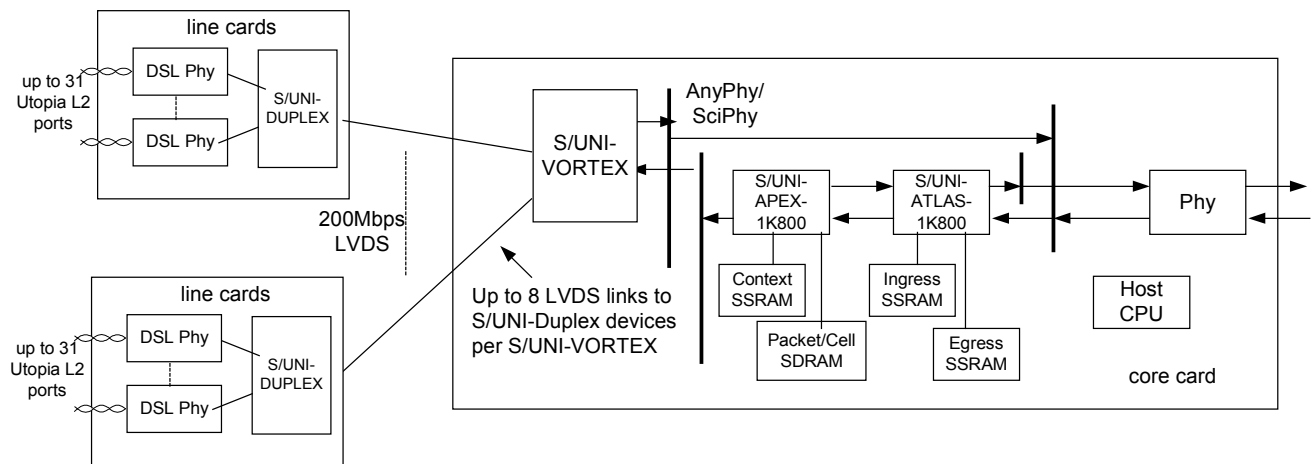 line cards
DSL Phy
DSL Phy
S/UNI-
DUPLEX
up to 31
Utopia L2
ports
200Mbps
LVDS
line cards
DSL Phy
DSL Phy
S/UNI-
DUPLEX
up to 31
Utopia L2
ports
S/UNI-
VORTEX
Up to 8 LVDS links to
S/UNI-Duplex devices
per S/UNI-VORTEX
AnyPhy/
SciPhy
S/UNI-
APEX-
1K800
S/UNI-
ATLAS-
1K800
Phy
Context
SSRAM
Ingress
SSRAM
Packet/Cell
SDRAM
Egress
SSRAM
Host
CPU
core card